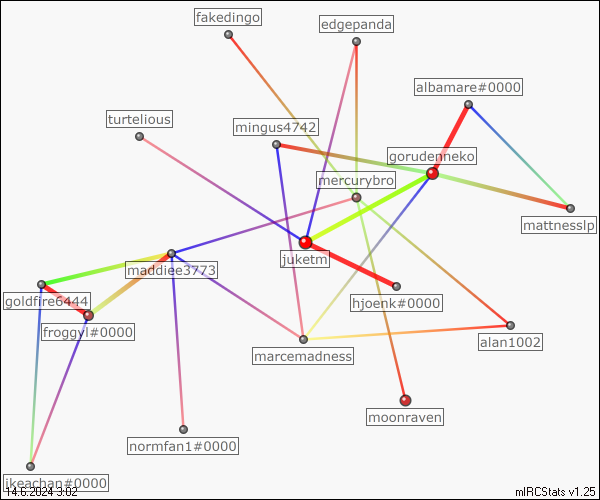 fakedingo
edgepanda
albamare#0000
turtelious
mingus4742
gorudenneko
mercurybro
mattnesslp
juketm
maddiee3773
goldfire6444
hjoenk#0000
froggyl#0000
alan1002
marcemadness
moonraven
normfan1#0000
ikeachan#0000
14.6.2024 3:02
mIRCStats v1.25